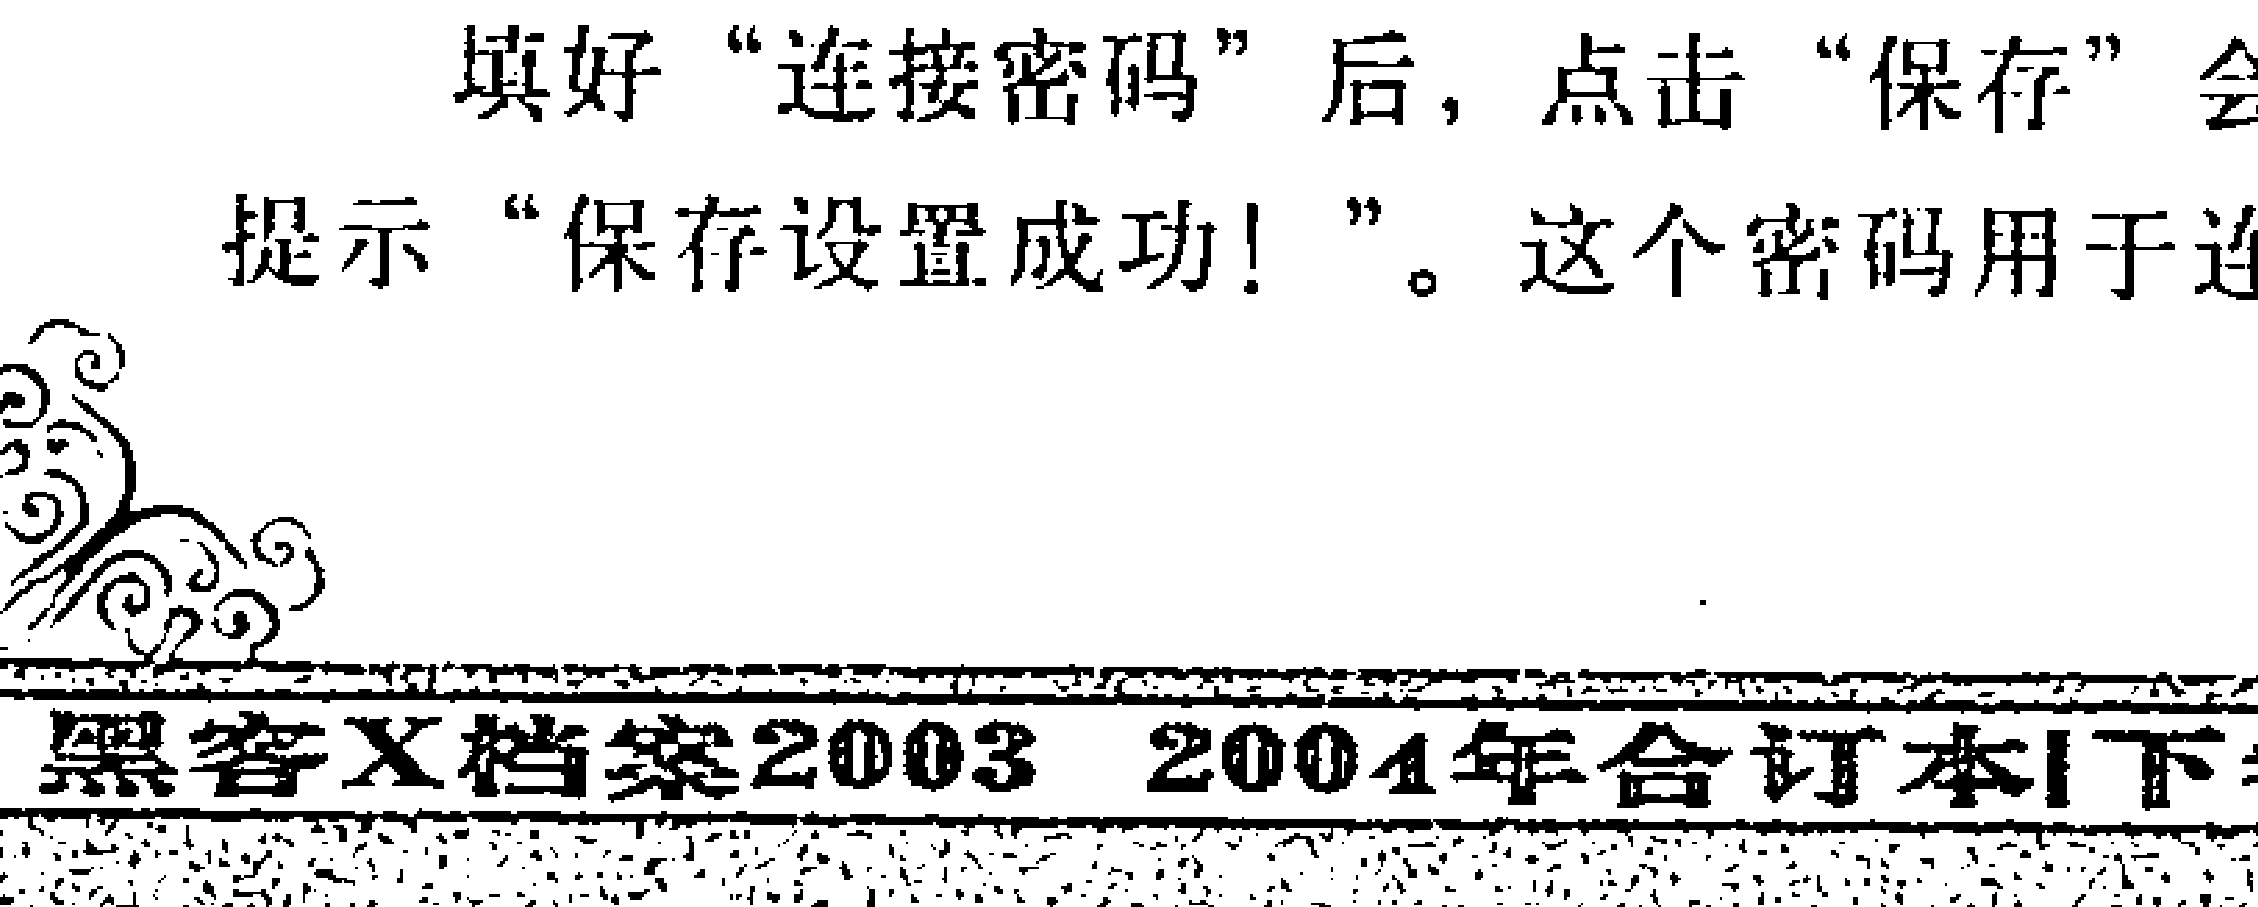 填好“连接密码”后，点击“保存”会
提示“保存设置成功！”。这个密码用于连
黑客X档案2003 2004年合订本|下